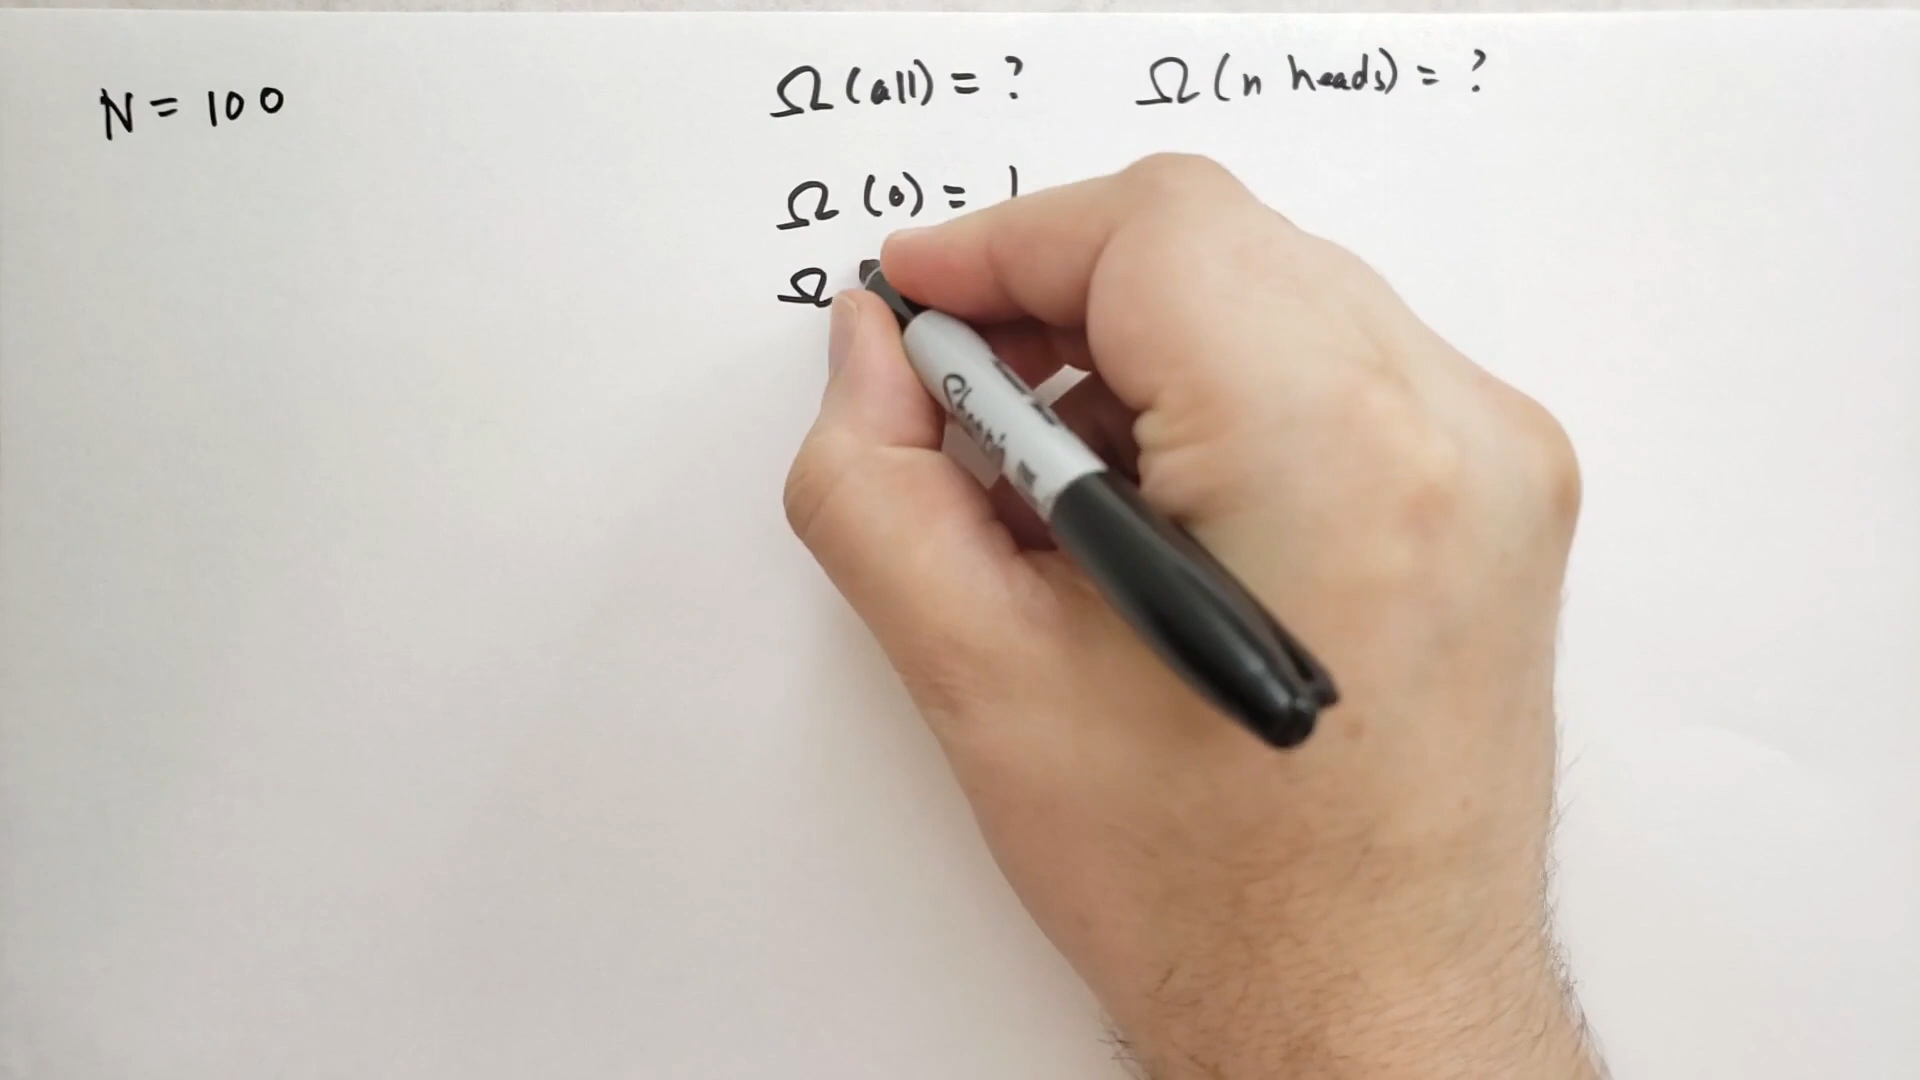 N = 100
Ω (all) = ?
Ω (n heads) = ?
Ω (0) = 1
Ω
Sharpie